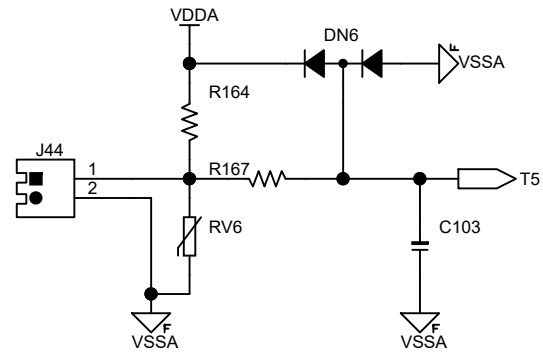 VDDA
DN6
F
VSSA
R164
J44
1
R167
2
T5
RV6
C103
F
VSSA
F
VSSA